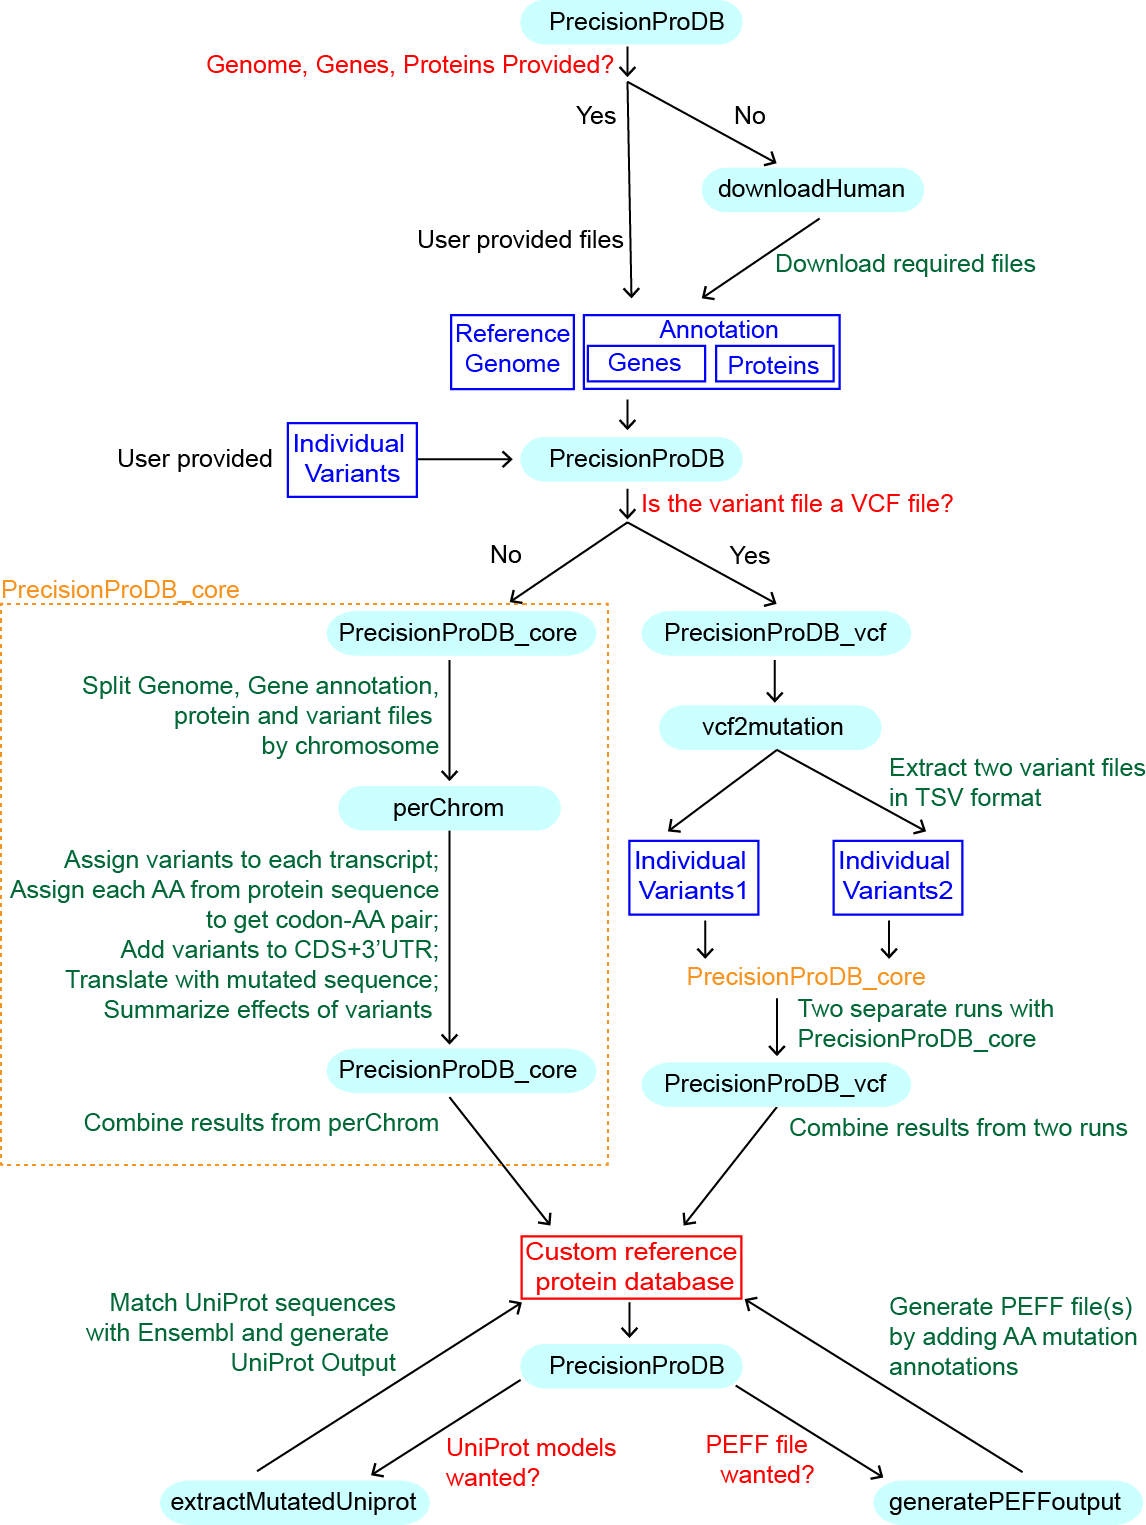 PrecisionProDB
Genome, Genes, Proteins Provided?
Yes
No
downloadHuman
User provided files
Download required files
Reference
Genome
Annotation
Genes
Proteins
User provided
Individual
Variants
PrecisionProDB
Is the variant file a VCF file?
No
Yes
PrecisionProDB_core
PrecisionProDB_core
Split Genome, Gene annotation,
protein and variant files
by chromosome
perChrom
Assign variants to each transcript;
Assign each AA from protein sequence
to get codon-AA pair;
Add variants to CDS+3’UTR;
Translate with mutated sequence;
Summarize effects of variants
PrecisionProDB_core
Combine results from perChrom
PrecisionProDB_vcf
vcf2mutation
Extract two variant files
in TSV format
Individual
Variants1
Individual
Variants2
PrecisionProDB_core
Two separate runs with
PrecisionProDB_core
PrecisionProDB_vcf
Combine results from two runs
Custom reference
protein database
Match UniProt sequences
with Ensembl and generate
UniProt Output
Generate PEFF file(s)
by adding AA mutation
annotations
PrecisionProDB
UniProt models
wanted?
PEFF file
wanted?
extractMutatedUniprot
generatePEFFoutput